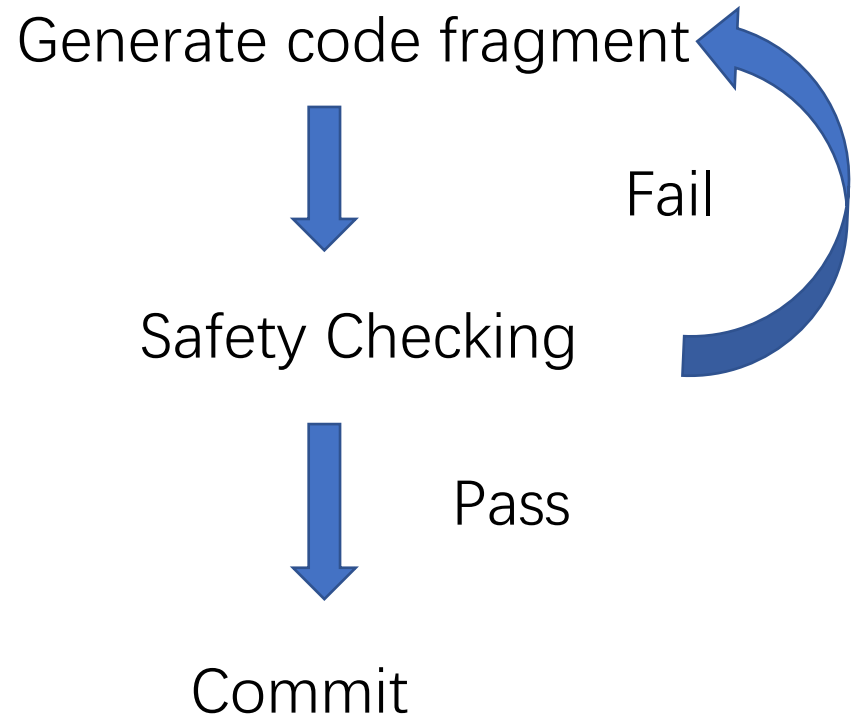 Generate code fragment
Fail
Safety Checking
Pass
Commit